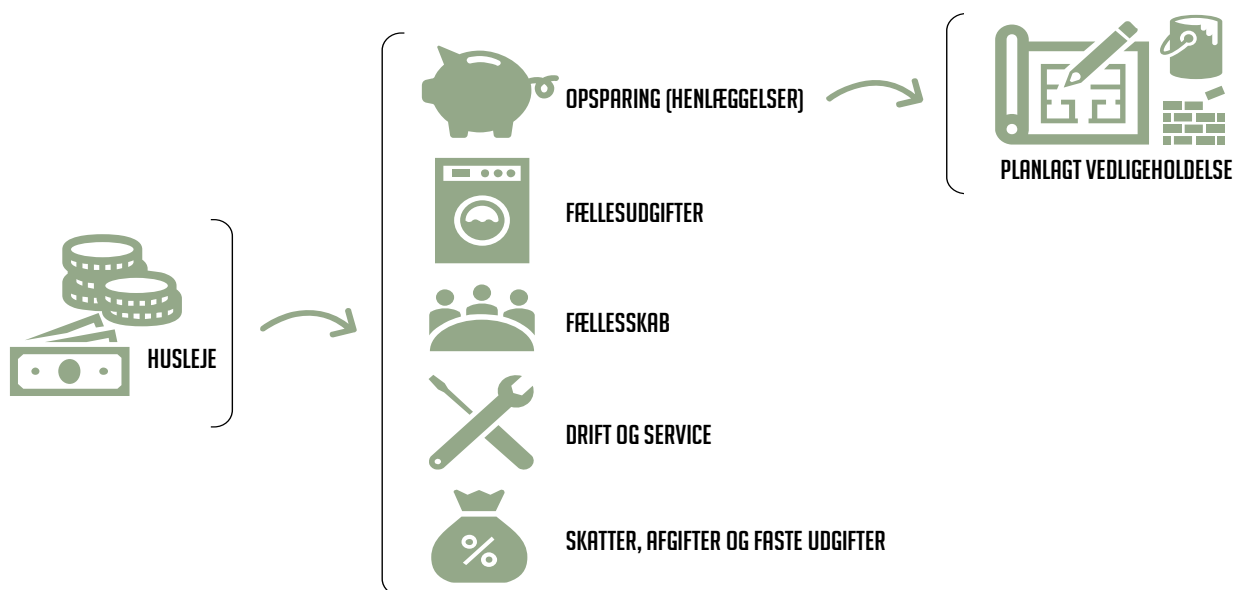 HUSLEJE
OPSPARING (HENLÆGGELSER)
PLANLAGT VEDLIGEHOLDELSE
FÆLLESUDGIFTER
FÆLLESSKAB
DRIFT OG SERVICE
%
SKATTER, AFGIFTER OG FASTE UDGIFTER